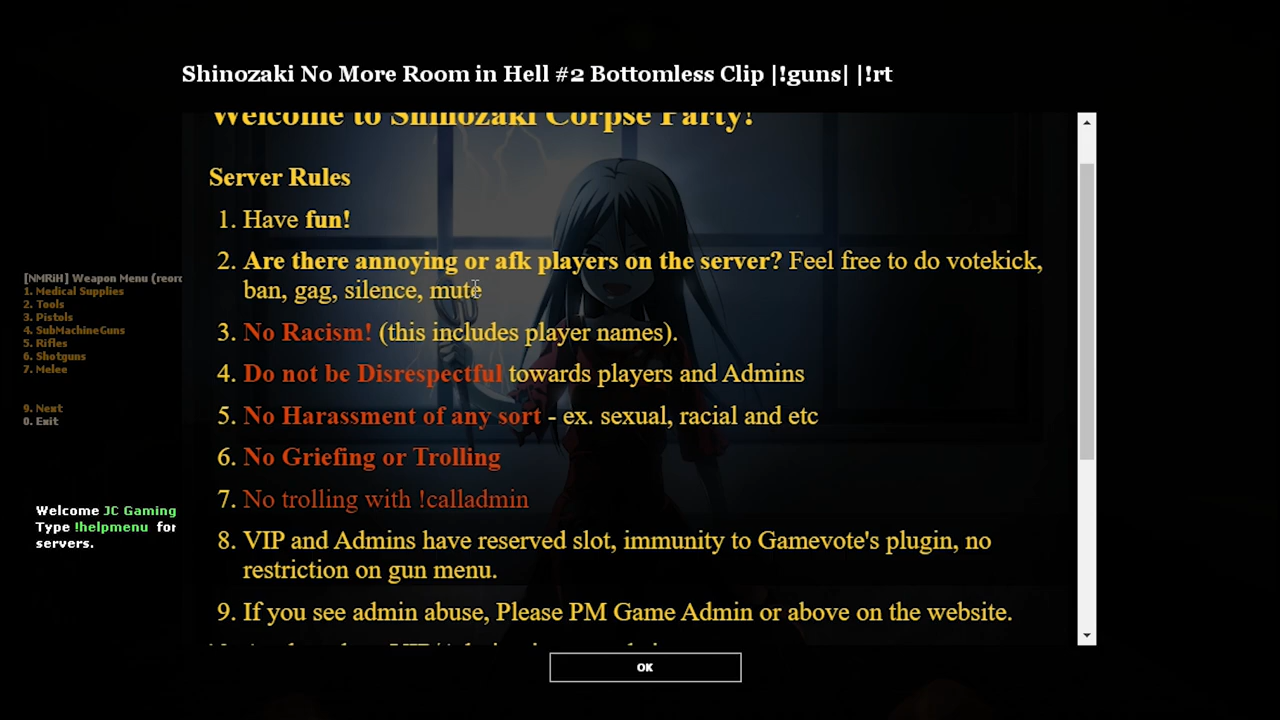 Shinozaki No More Room in Hell #2 Bottomless Clip |!guns| |!rt
Welcome to Shinozaki Corpse Party!
Server Rules
1. Have fun!
2. Are there annoying or afk players on the server? Feel free to do votekick,
ban, gag, silence, mute
3. No Racism! (this includes player names).
4. Do not be Disrespectful towards players and Admins
5. No Harassment of any sort - ex. sexual, racial and etc
6. No Griefing or Trolling
7. No trolling with !calladmin
8. VIP and Admins have reserved slot, immunity to Gamevote's plugin, no
restriction on gun menu.
9. If you see admin abuse, Please PM Game Admin or above on the website.
[NMRiH] Weapon Menu (reord
1. Medical Supplies
2. Tools
3. Pistols
4. SubMachineGuns
5. Rifles
6. Shotguns
7. Melee
9. Next
0. Exit
Welcome JC Gaming
Type !helpmenu for
servers.
OK